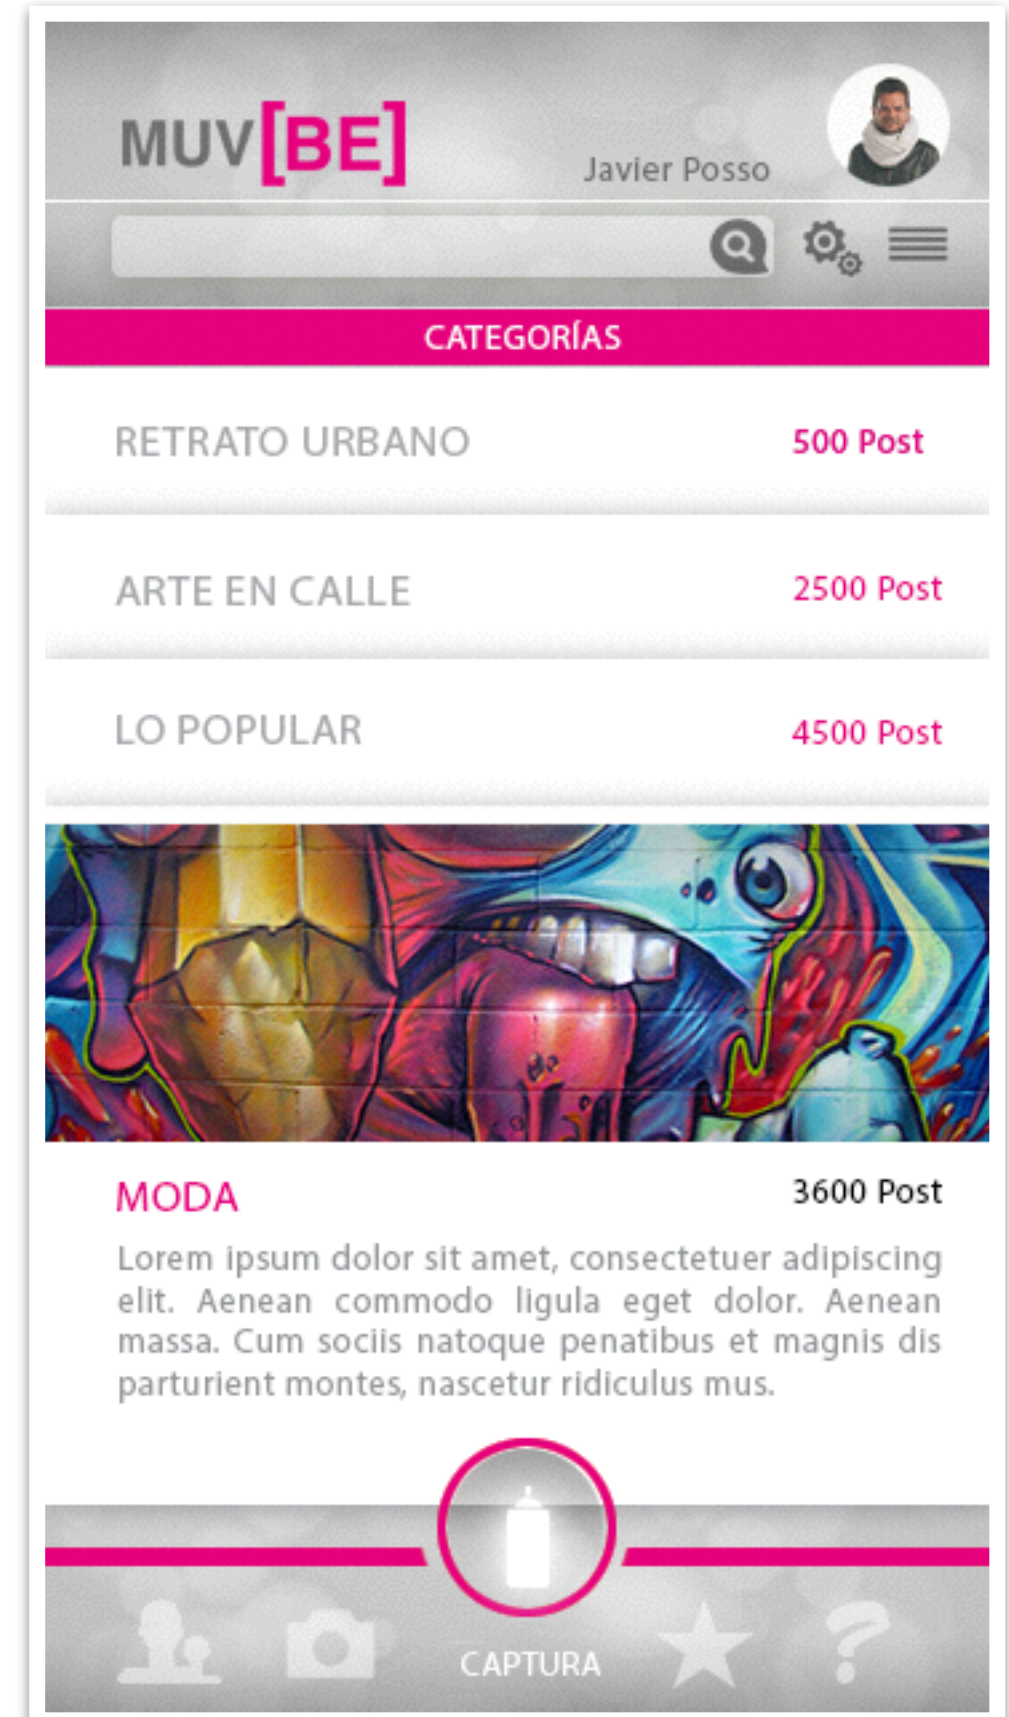 MUV[BE]
Javier Posso
CATEGORÍAS
RETRATO URBANO 500 Post
ARTE EN CALLE 2500 Post
LO POPULAR 4500 Post
MODA 3600 Post
Lorem ipsum dolor sit amet, consectetuer adipiscing
elit. Aenean commodo ligula eget dolor. Aenean
massa. Cum sociis natoque penatibus et magnis dis
parturient montes, nascetur ridiculus mus.
CAPTURA